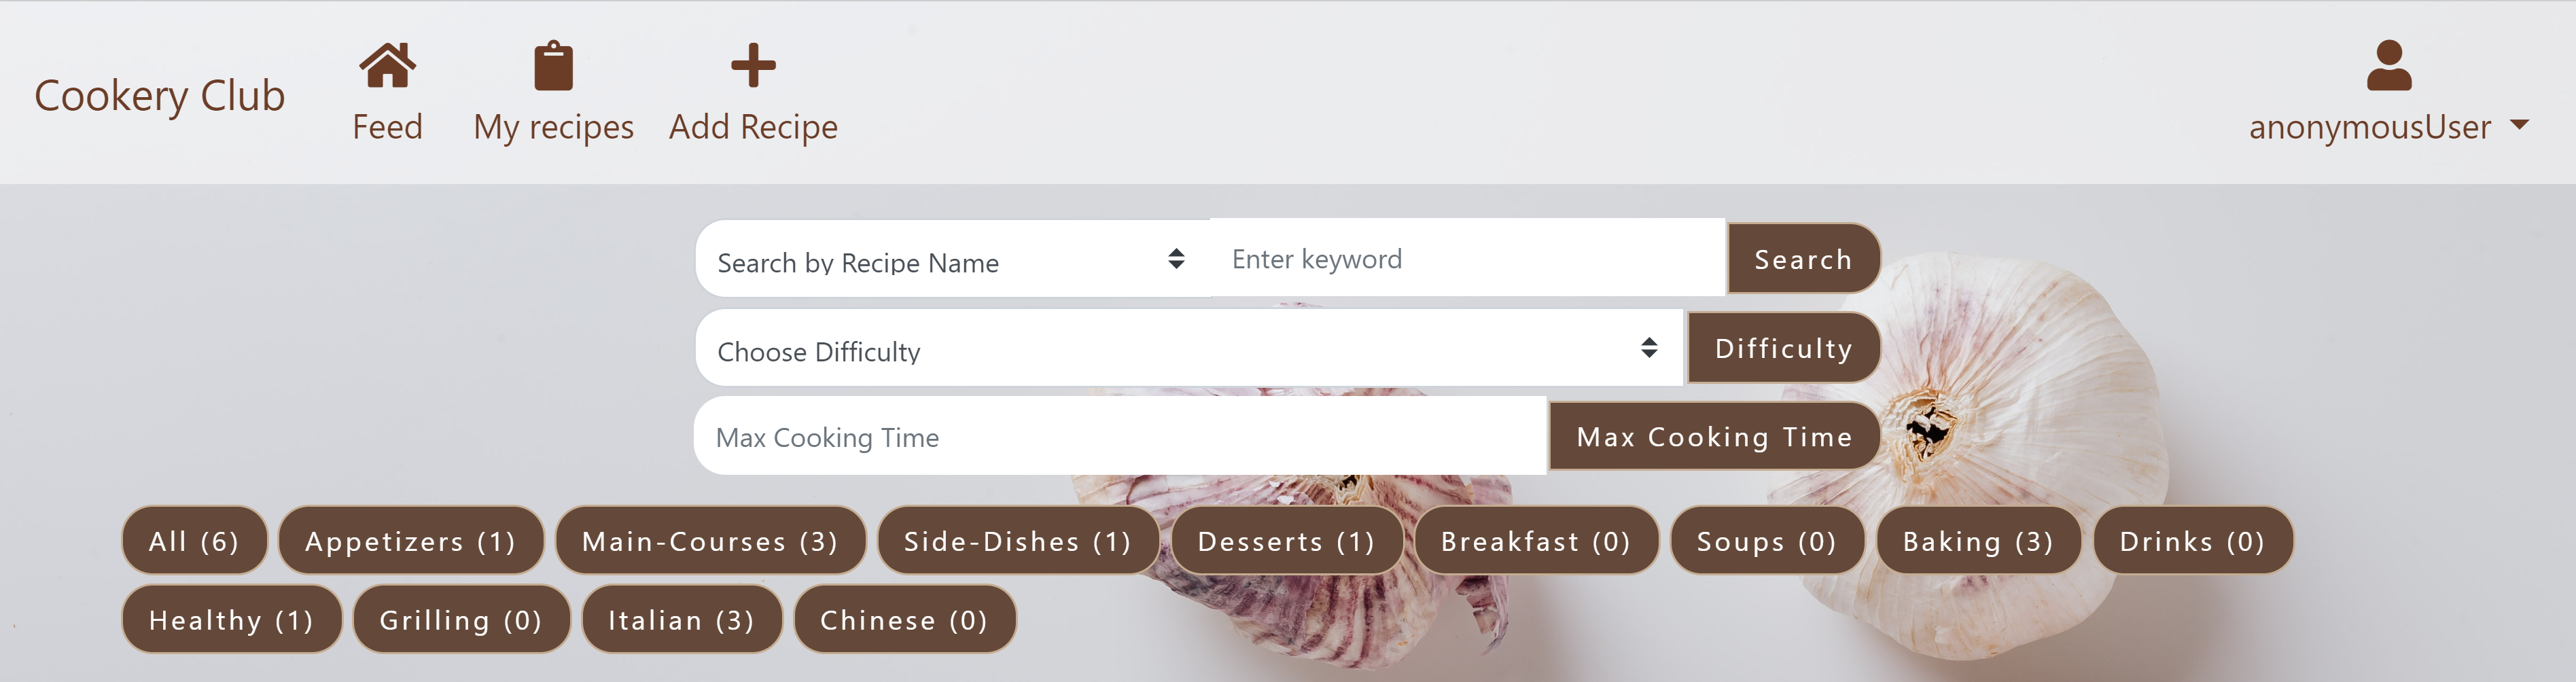 Cookery Club
Feed
My recipes
Add Recipe
anonymousUser
Search by Recipe Name
Enter keyword
Search
Choose Difficulty
Difficulty
Max Cooking Time
Max Cooking Time
All (6)
Appetizers (1)
Main-Courses (3)
Side-Dishes (1)
Desserts (1)
Breakfast (0)
Soups (0)
Baking (3)
Drinks (0)
Healthy (1)
Grilling (0)
Italian (3)
Chinese (0)